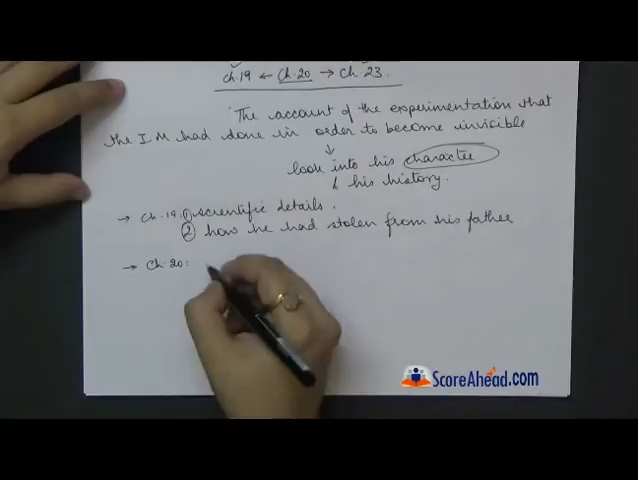 ch.19 ← Ch.20 → Ch.23.
The account of the experimentation that
the I.M had done in order to become invisible
↓
look into his character
& his history.
→ Ch.19: ① scientific details.
② how he had stolen from his father
→ Ch.20:
ScoreAhead.com